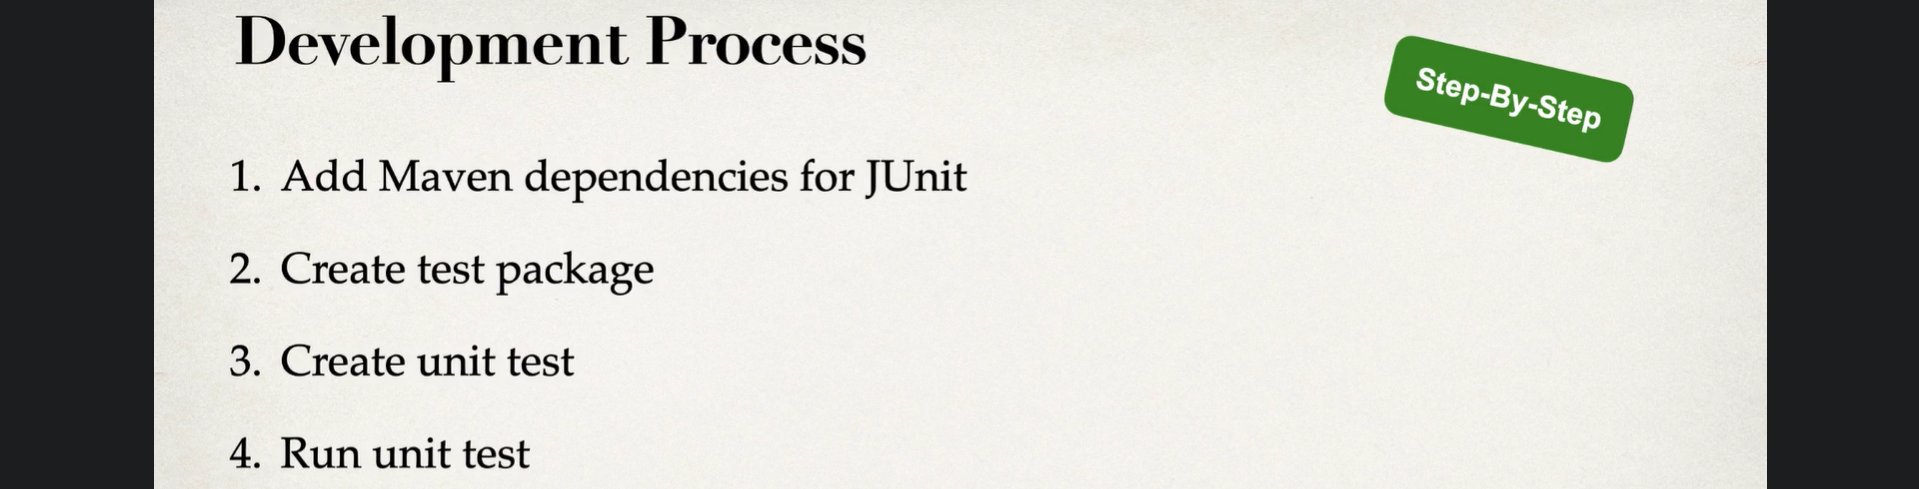 Development Process
Step-By-Step
1. Add Maven dependencies for JUnit
2. Create test package
3. Create unit test
4. Run unit test